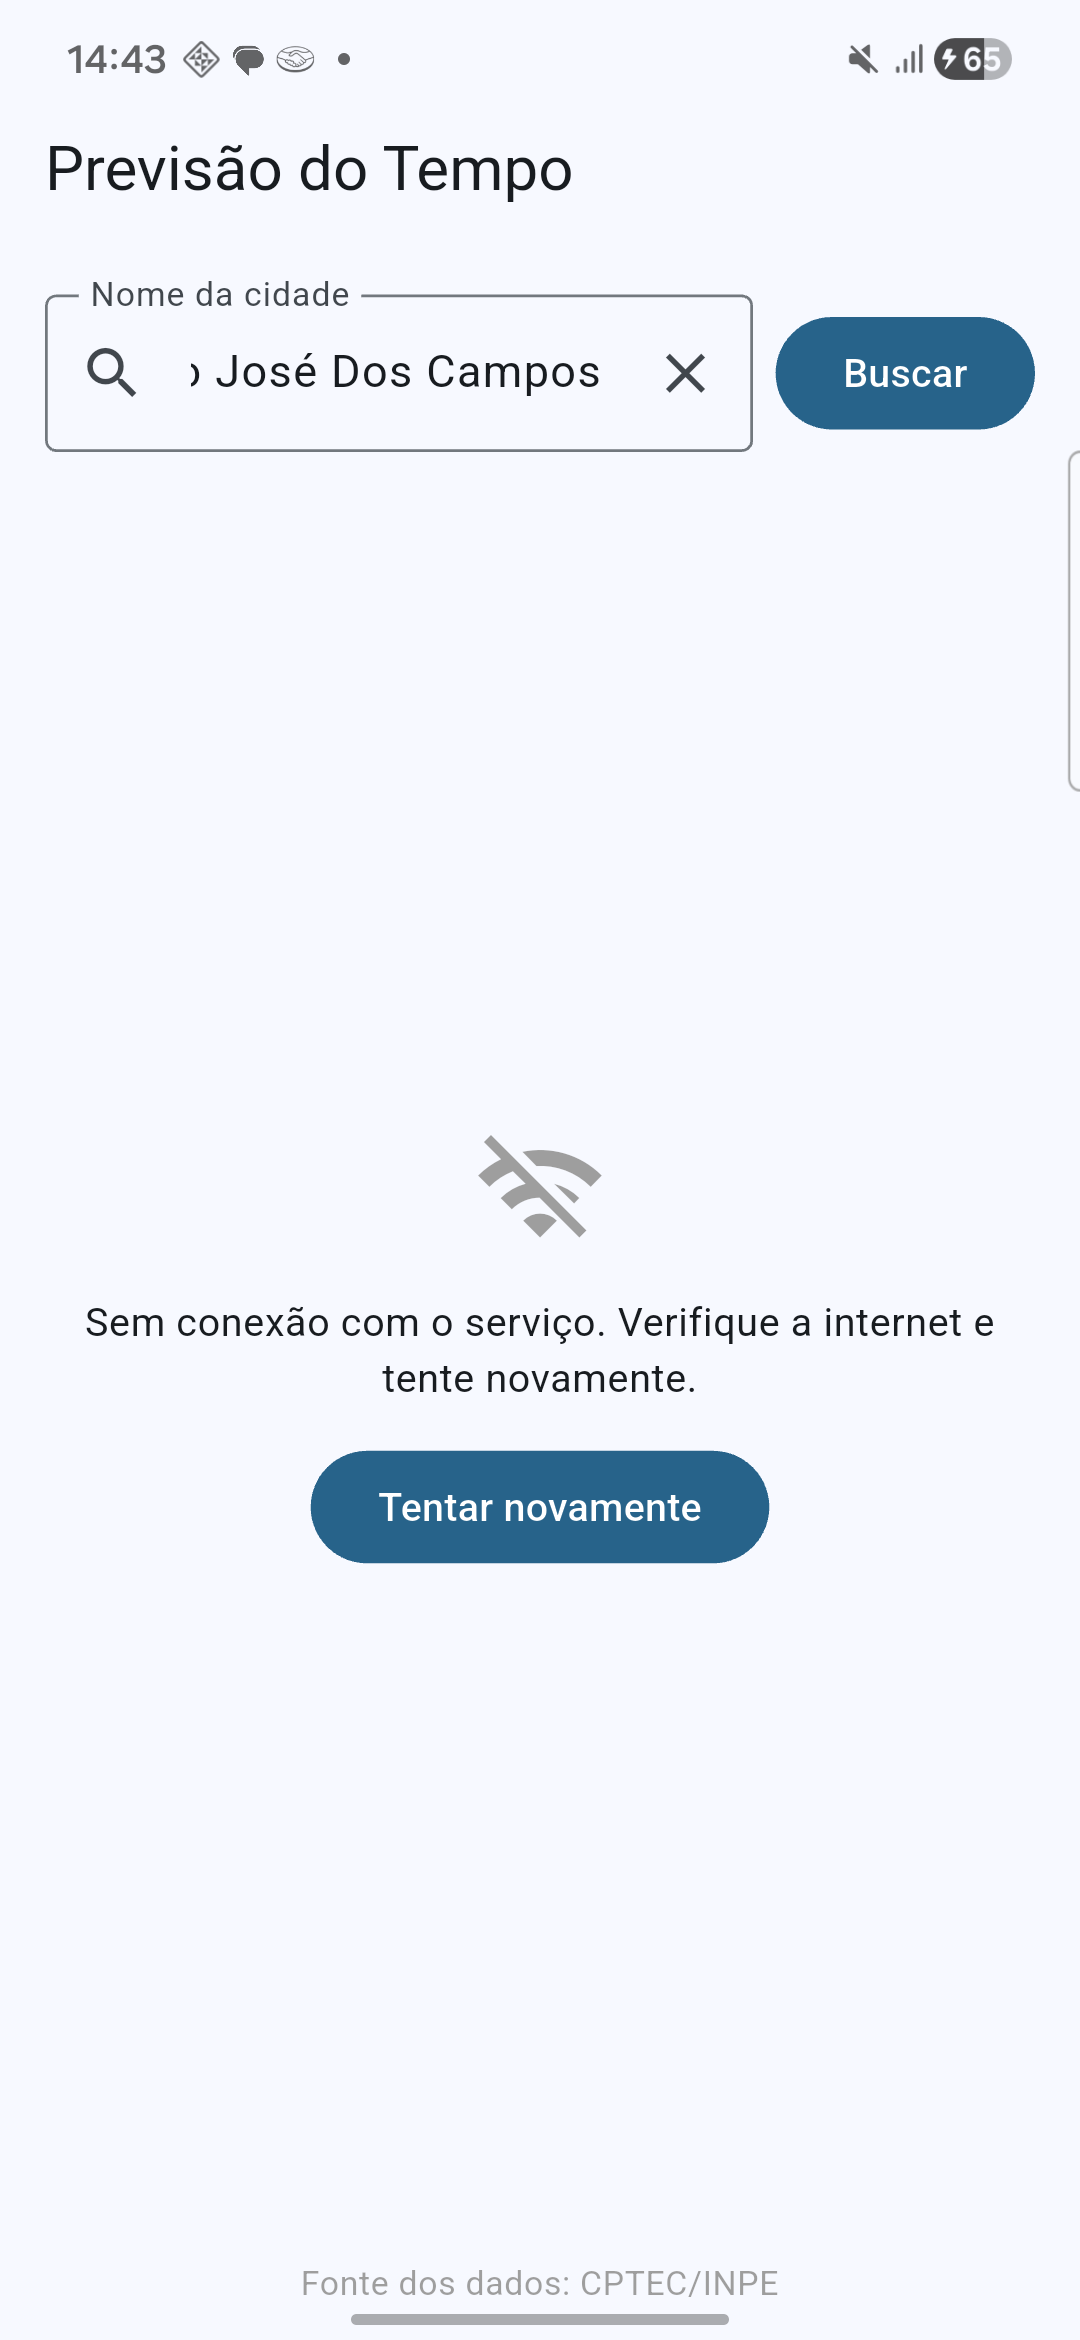 14:43
65
Previsão do Tempo
Nome da cidade
José Dos Campos
Buscar
Sem conexão com o serviço. Verifique a internet e
tente novamente.
Tentar novamente
Fonte dos dados: CPTEC/INPE